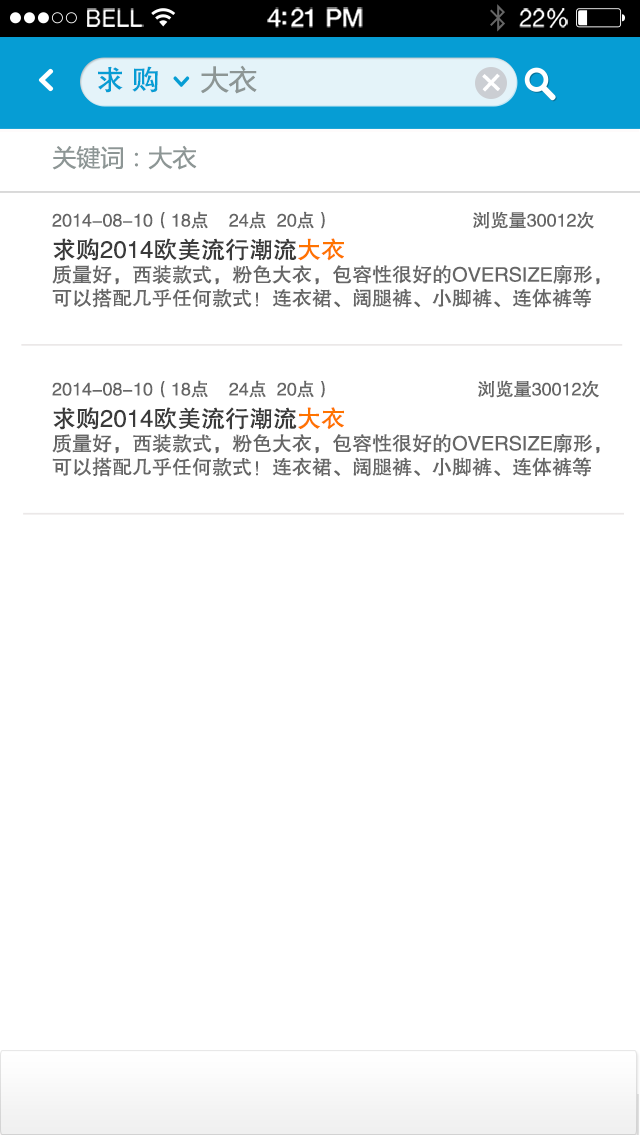 BELL 4:21 PM 22%
求 购 大衣
关键词：大衣
2014-08-10（18点 24点 20点） 浏览量30012次
求购2014欧美流行潮流大衣
质量好，西装款式，粉色大衣，包容性很好的OVERSIZE廓形，
可以搭配几乎任何款式！连衣裙、阔腿裤、小脚裤、连体裤等
2014-08-10（18点 24点 20点） 浏览量30012次
求购2014欧美流行潮流大衣
质量好，西装款式，粉色大衣，包容性很好的OVERSIZE廓形，
可以搭配几乎任何款式！连衣裙、阔腿裤、小脚裤、连体裤等